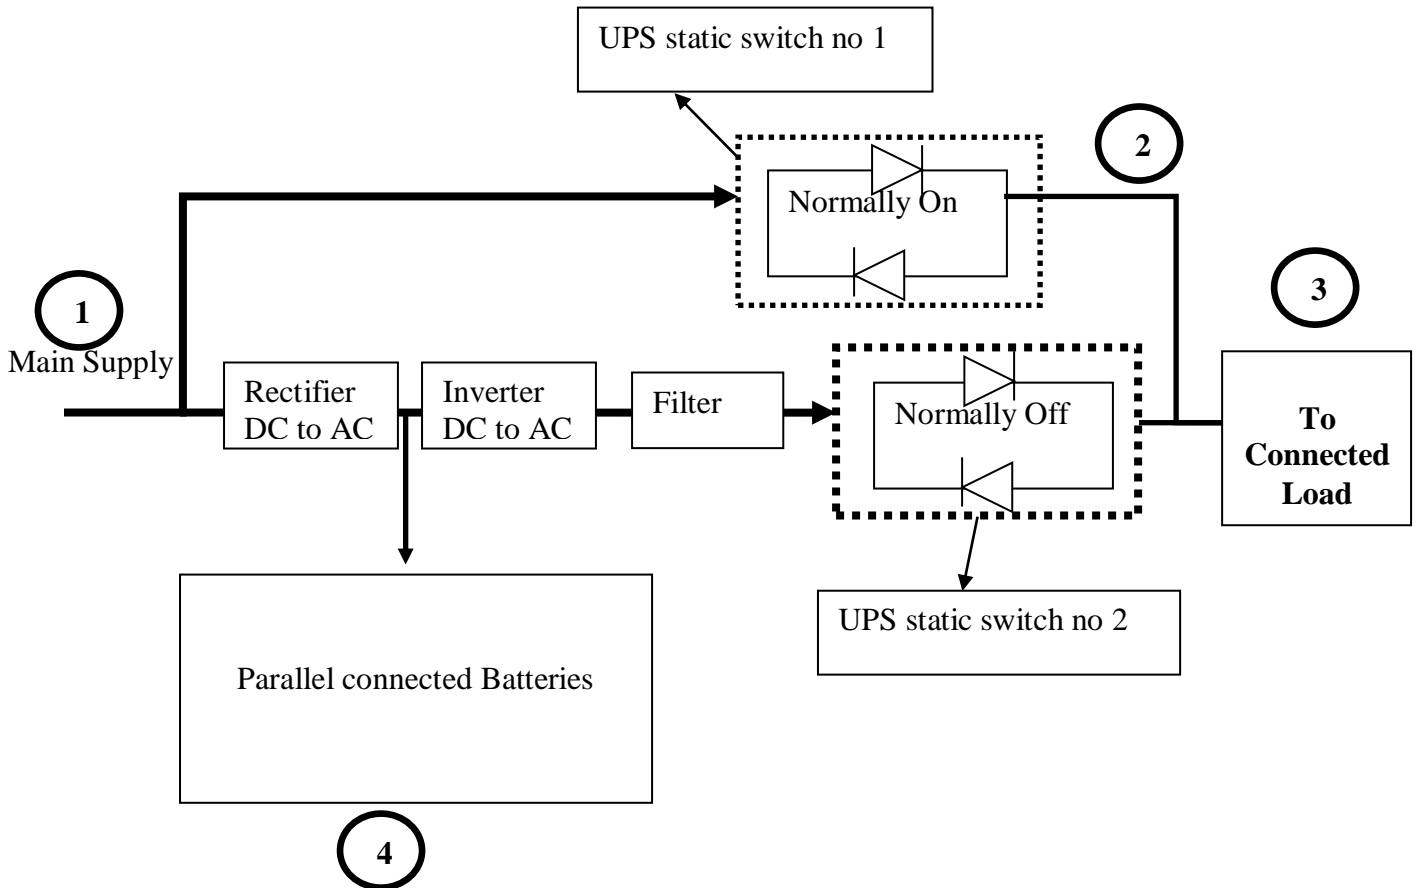 UPS static switch no 1
2
Normally On
3
1
Main Supply
Rectifier
DC to AC
Inverter
DC to AC
Filter
Normally Off
To
Connected
Load
UPS static switch no 2
Parallel connected Batteries
4